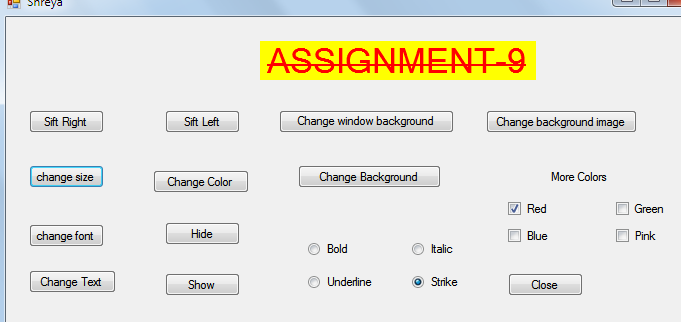 Shreya
ASSIGNMENT-9
Sift Right Sift Left Change window background Change background image
change size Change Color Change Background More Colors
Red Green
change font Hide Blue Pink
Bold Italic
Change Text Show Underline Strike Close